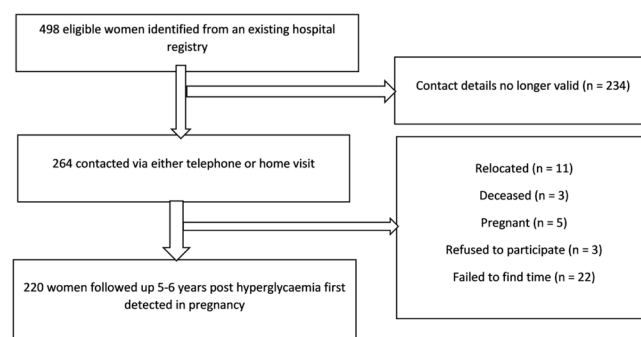 498 eligible women identified from an existing hospital
registry
Contact details no longer valid (n = 234)
264 contacted via either telephone or home visit
Relocated (n = 11)
Deceased (n = 3)
Pregnant (n = 5)
Refused to participate (n = 3)
Failed to find time (n = 22)
220 women followed up 5-6 years post hyperglycaemia first
detected in pregnancy